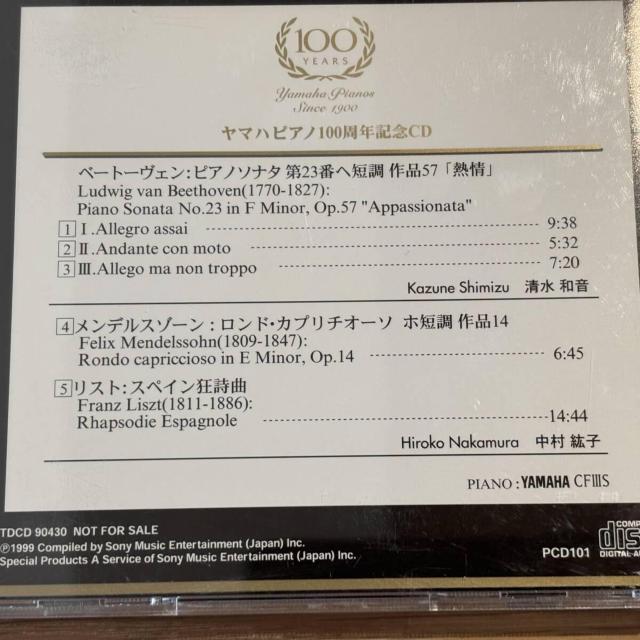 100
YEARS
Yamaha Pianos
Since 1900
ヤマハピアノ100周年記念CD
ベートーヴェン:ピアノソナタ 第23番ヘ短調 作品57「熱情」
Ludwig van Beethoven(1770-1827):
Piano Sonata No.23 in F Minor, Op.57 "Appassionata"
1 Ⅰ.Allegro assai 9:38
2 Ⅱ.Andante con moto 5:32
3 Ⅲ.Allego ma non troppo 7:20
Kazune Shimizu 清水 和音
4 メンデルスゾーン:ロンド・カプリチオーソ ホ短調 作品14
Felix Mendelssohn(1809-1847):
Rondo capriccioso in E Minor, Op.14 6:45
5 リスト:スペイン狂詩曲
Franz Liszt(1811-1886):
Rhapsodie Espagnole 14:44
Hiroko Nakamura 中村 紘子
PIANO : YAMAHA CFⅢS
TDCD 90430 NOT FOR SALE
Ⓟ1999 Compiled by Sony Music Entertainment (Japan) Inc.
Special Products A Service of Sony Music Entertainment (Japan) Inc.
PCD101